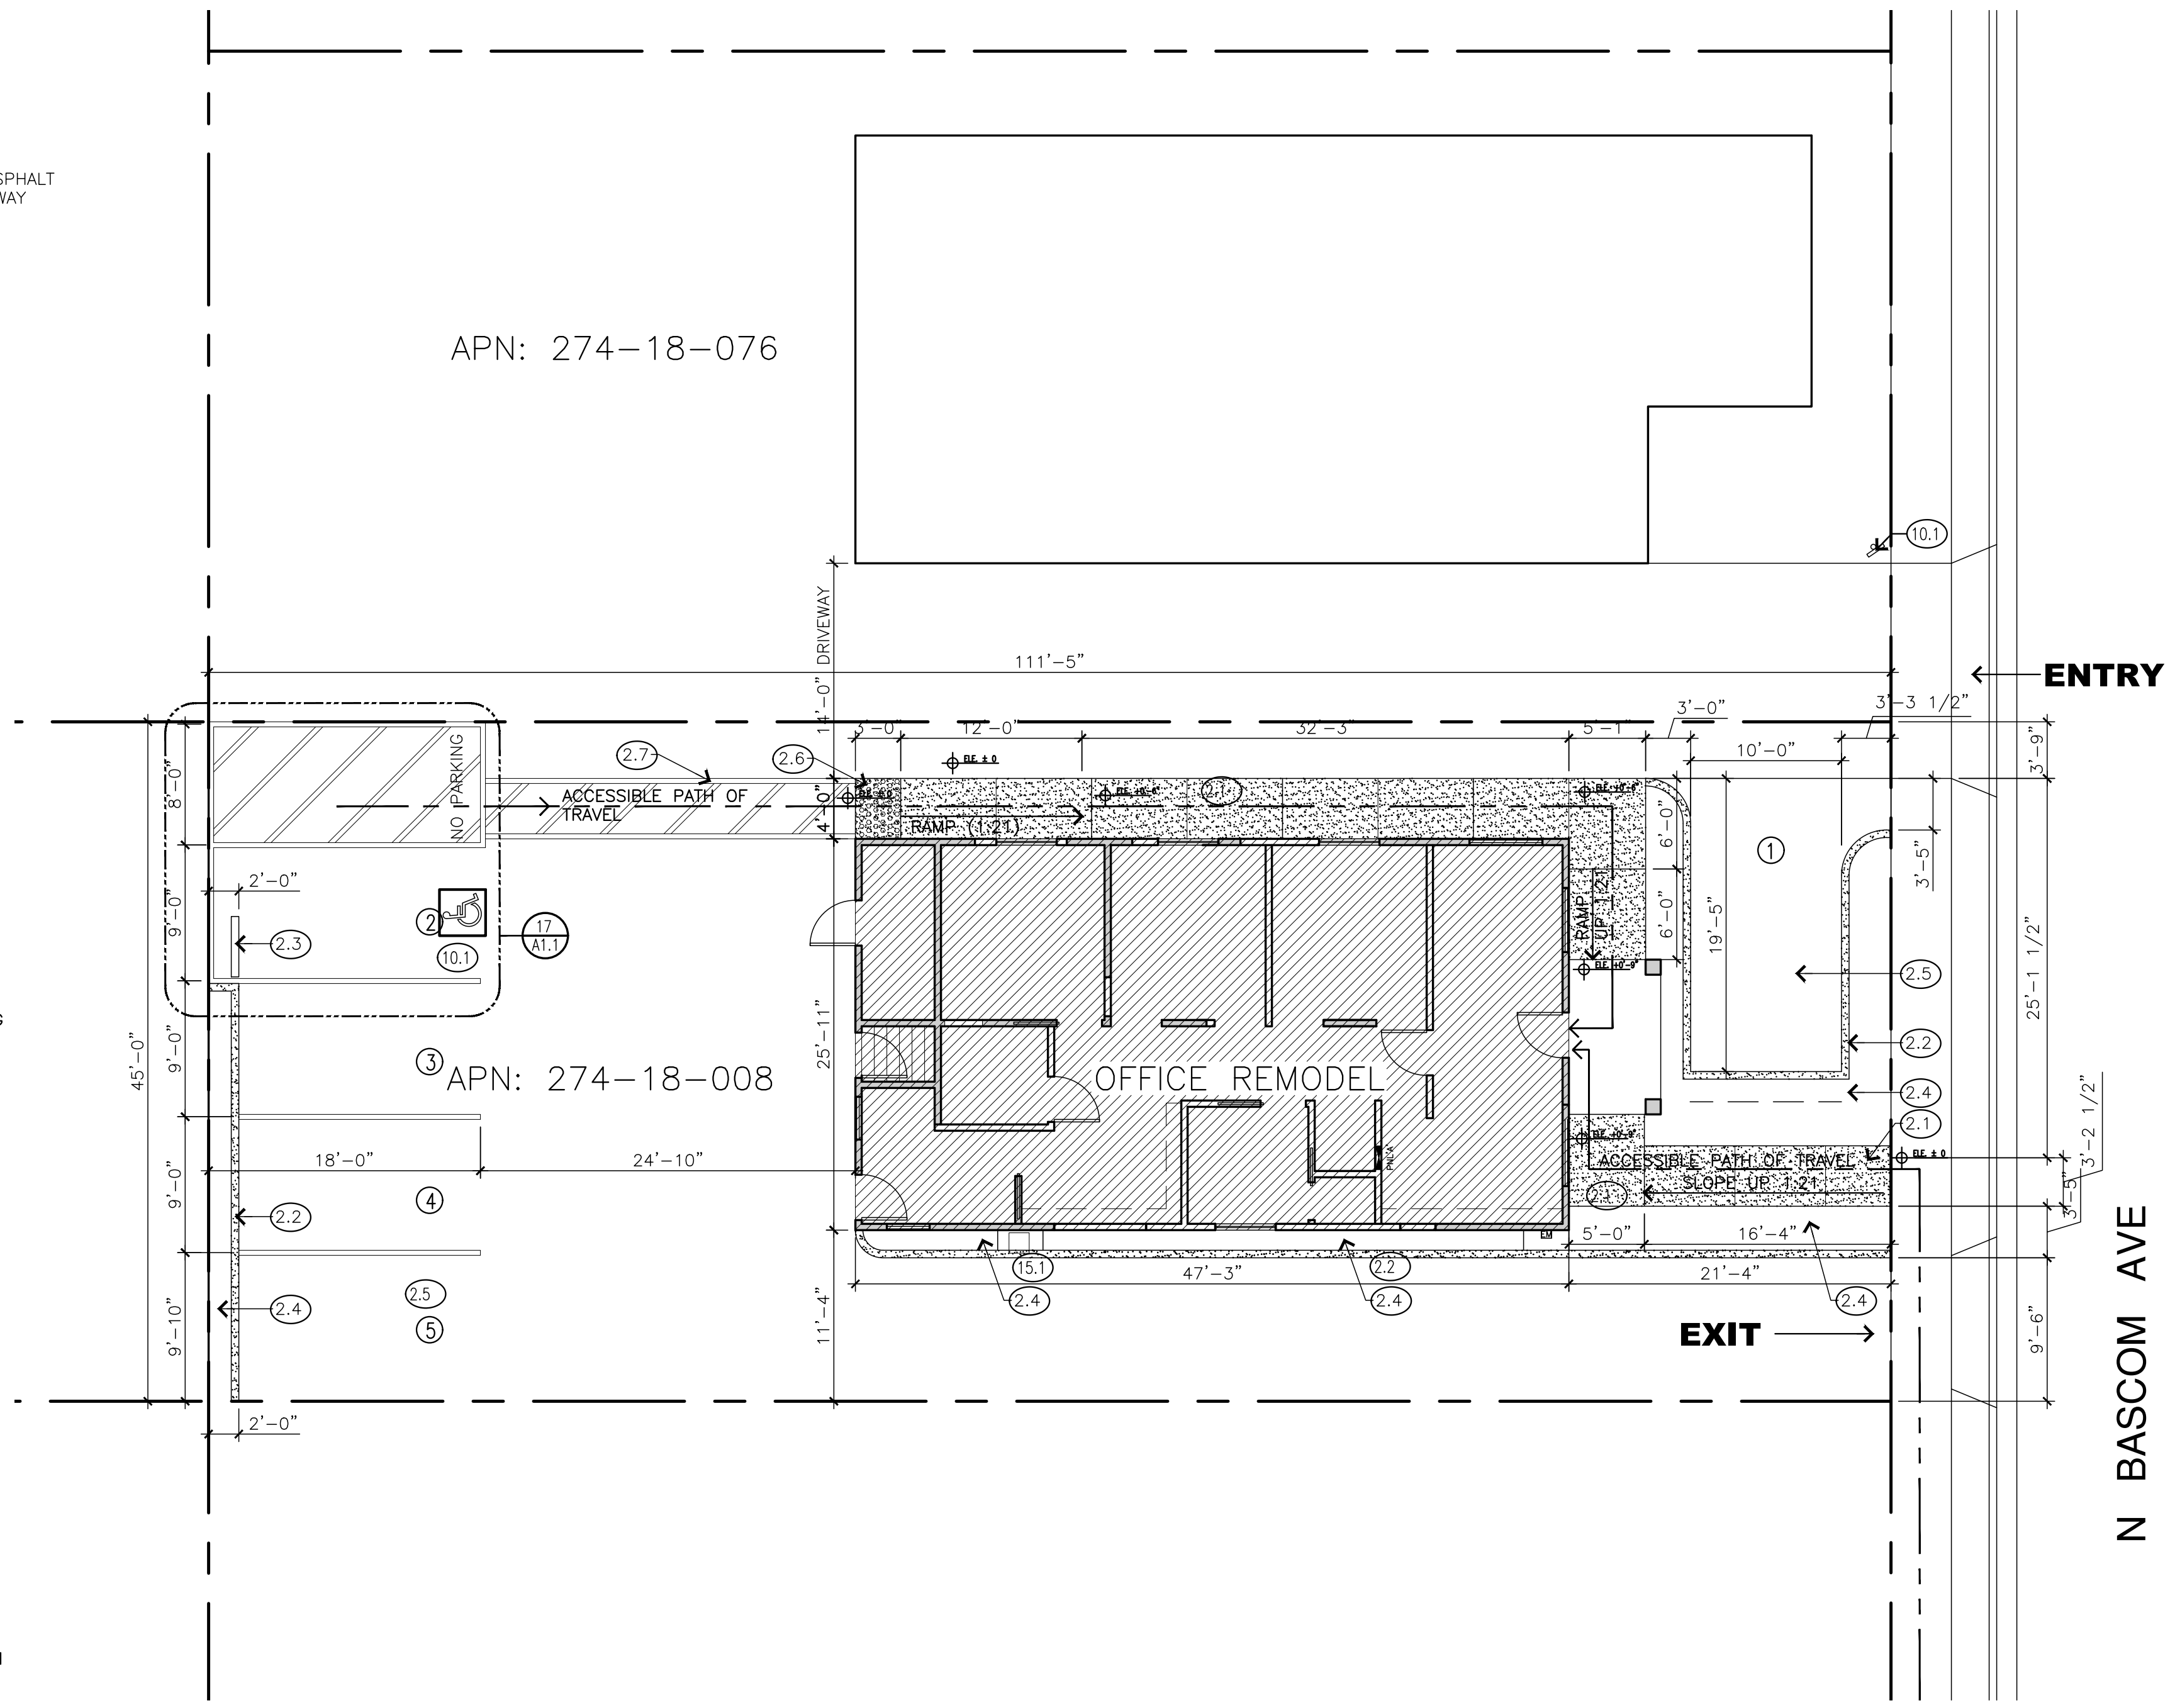 SPHALT
WAY
APN: 274-18-076
10.1
14'-0" DRIVEWAY
111'-5"
ENTRY
3'-0"
12'-0"
32'-3"
5'-1"
3'-0"
3'-3 1/2"
10'-0"
3'-9"
2.7
2.6
ELE. ± 0
NO PARKING
8'-0"
ACCESSIBLE PATH OF
TRAVEL
4'-0"
ELE. ± 0
RAMP (1:21)
2.1
6'-0"
1
3'-5"
2'-0"
9'-0"
2
10.1
2.3
17
A1.1
RAMP
UP 1:21
6'-0"
19'-5"
2.5
25'-1 1/2"
2.2
2.4
2.1
45'-0"
9'-0"
3
APN: 274-18-008
25'-11"
OFFICE REMODEL
PNL'A'
3'-2 1/2"
18'-0"
24'-10"
ACCESSIBLE PATH OF TRAVEL
SLOPE UP 1:21
ELE. ± 0
2.1
3'-5"
9'-0"
4
2.2
EM
5'-0"
16'-4"
15.1
47'-3"
2.2
21'-4"
2.4
2.4
2.4
2.5
2.4
5
9'-10"
11'-4"
EXIT
9'-6"
2'-0"
N BASCOM AVE